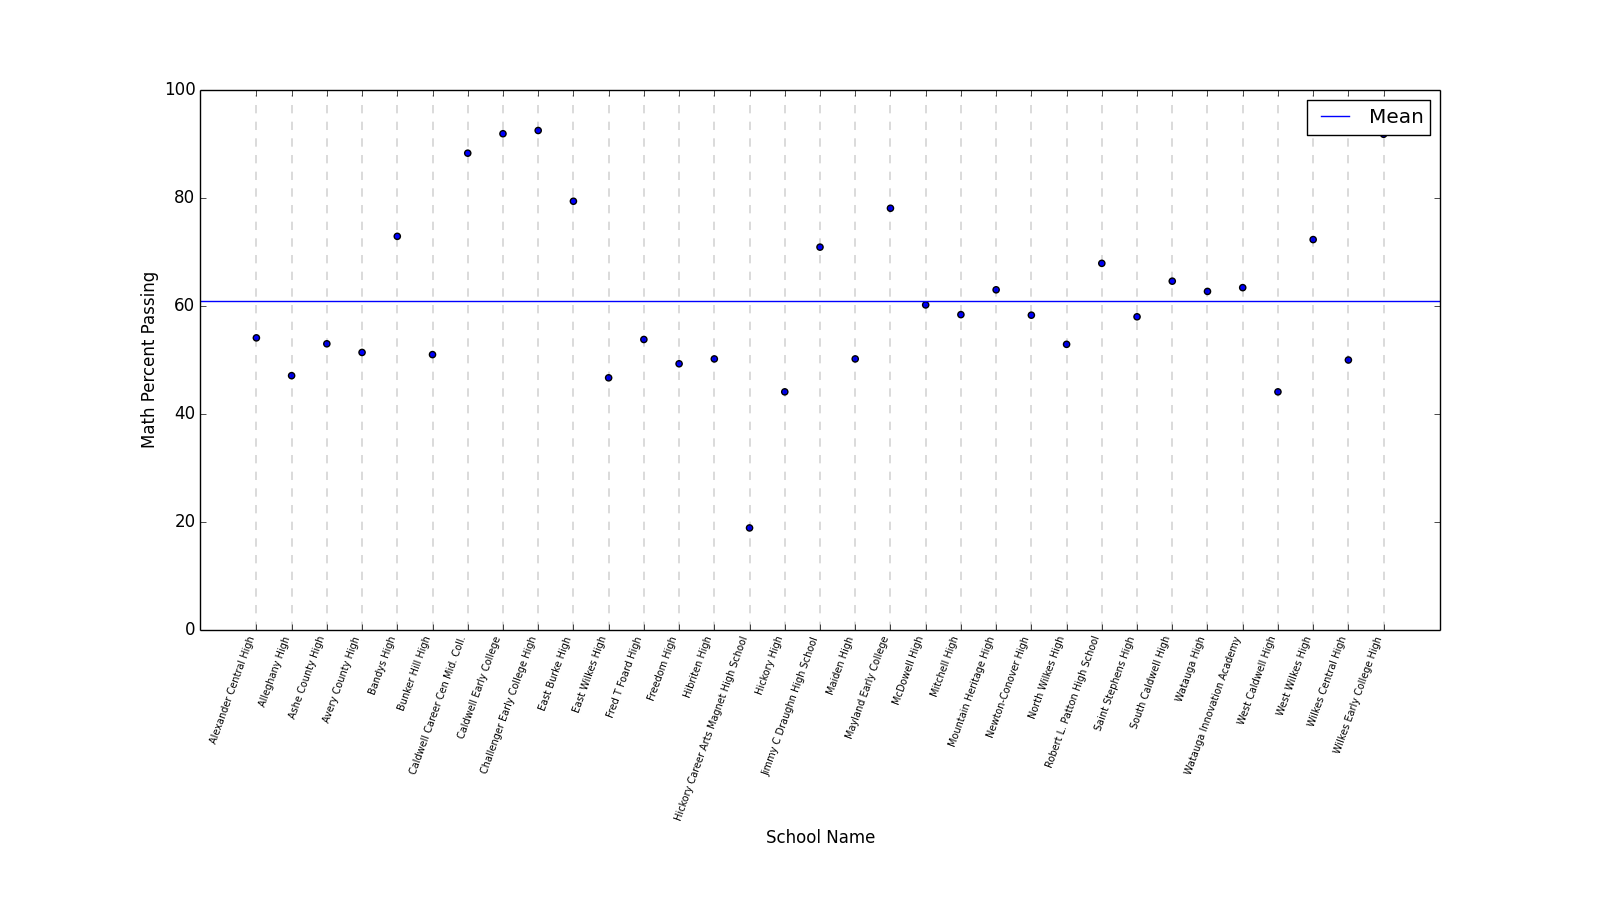 100
80
60
40
20
0
Math Percent Passing
Mean
Alexander Central High
Alleghany High
Ashe County High
Avery County High
Bandys High
Bunker Hill High
Caldwell Career Cen Mid. Coll.
Caldwell Early College
Challenger Early College High
East Burke High
East Wilkes High
Fred T Foard High
Freedom High
Hibriten High
Hickory Career Arts Magnet High School
Hickory High
Jimmy C Draughn High School
Maiden High
Mayland Early College
McDowell High
Mitchell High
Mountain Heritage High
Newton-Conover High
North Wilkes High
Robert L. Patton High School
Saint Stephens High
South Caldwell High
Watauga High
Watauga Innovation Academy
West Caldwell High
West Wilkes High
Wilkes Central High
Wilkes Early College High
School Name